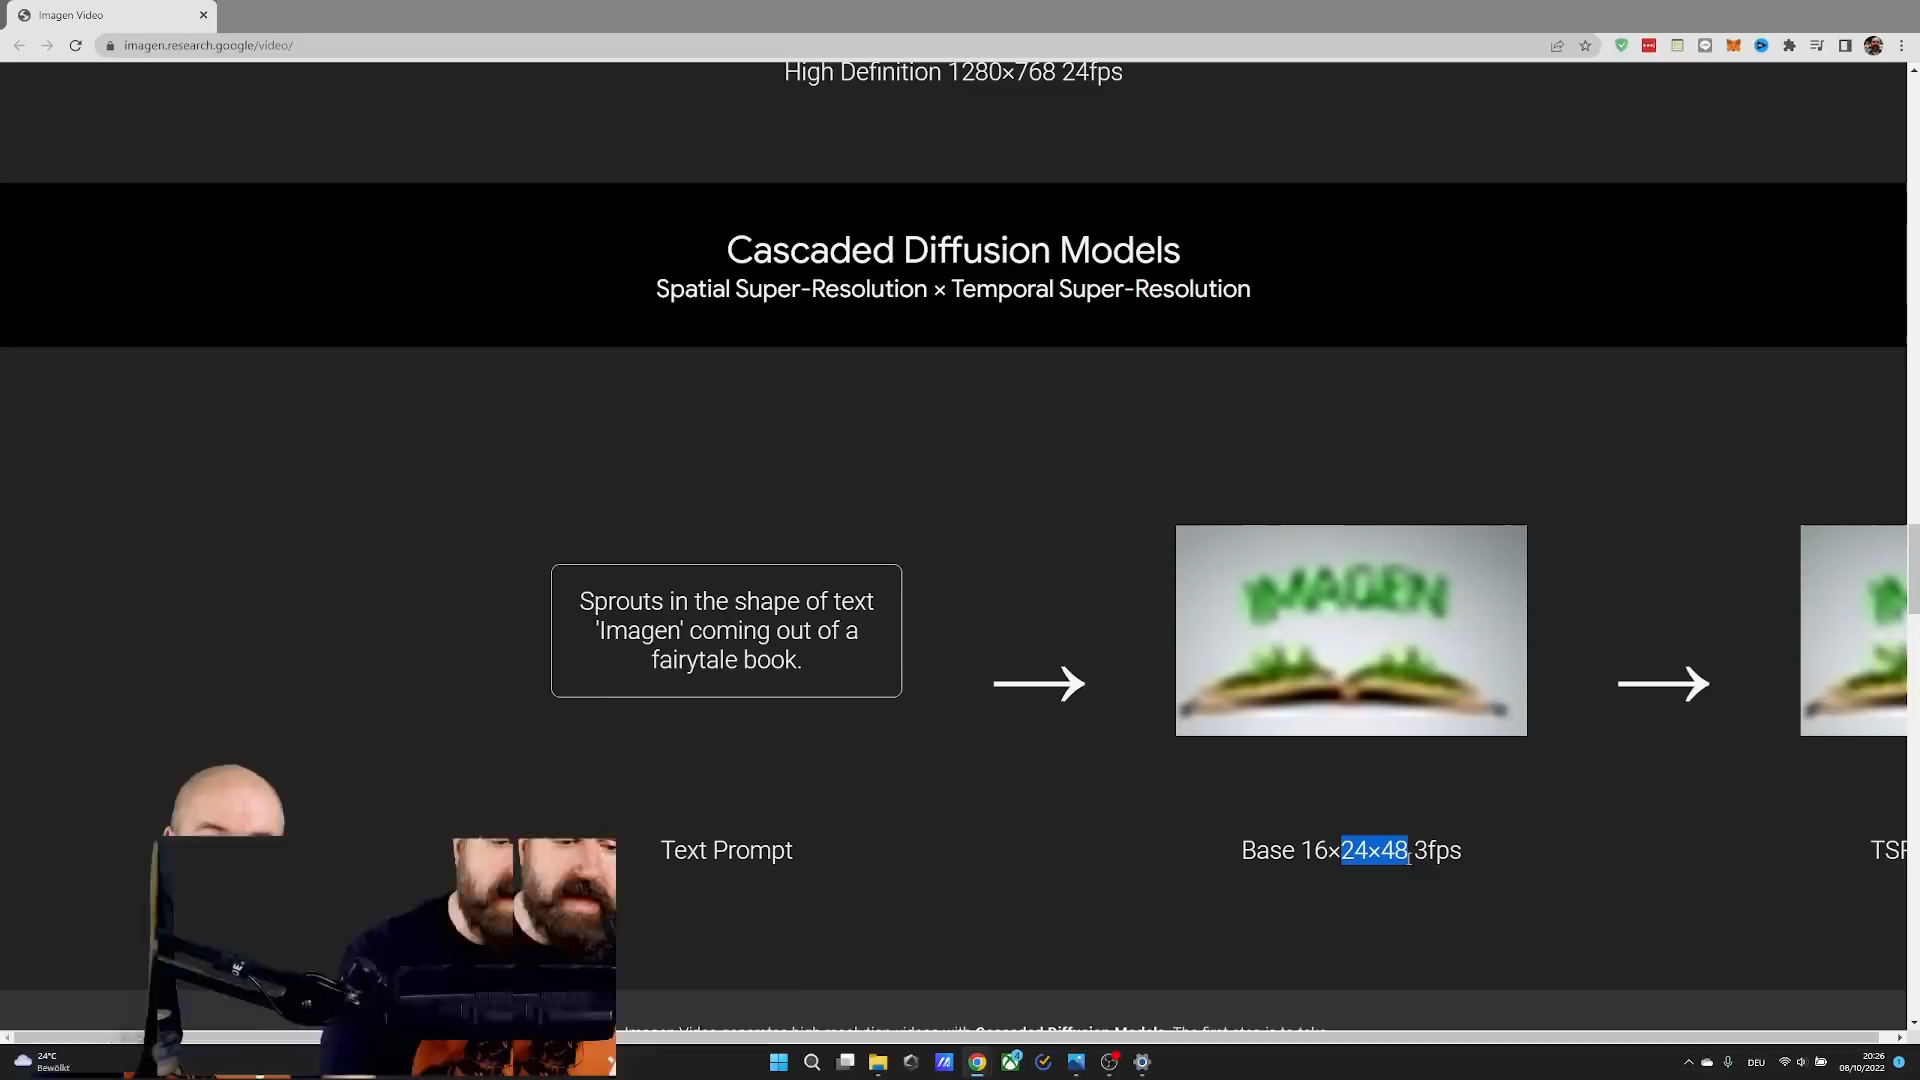 Imagen Video
imagen.research.google/video/
High Definition 1280×768 24fps
Cascaded Diffusion Models
Spatial Super-Resolution × Temporal Super-Resolution
Sprouts in the shape of text
'Imagen' coming out of a
fairytale book.
IMAGEN
Text Prompt
Base 16×24×48 3fps
24°C
Bewölkt
DEU
20:26
08/10/2022